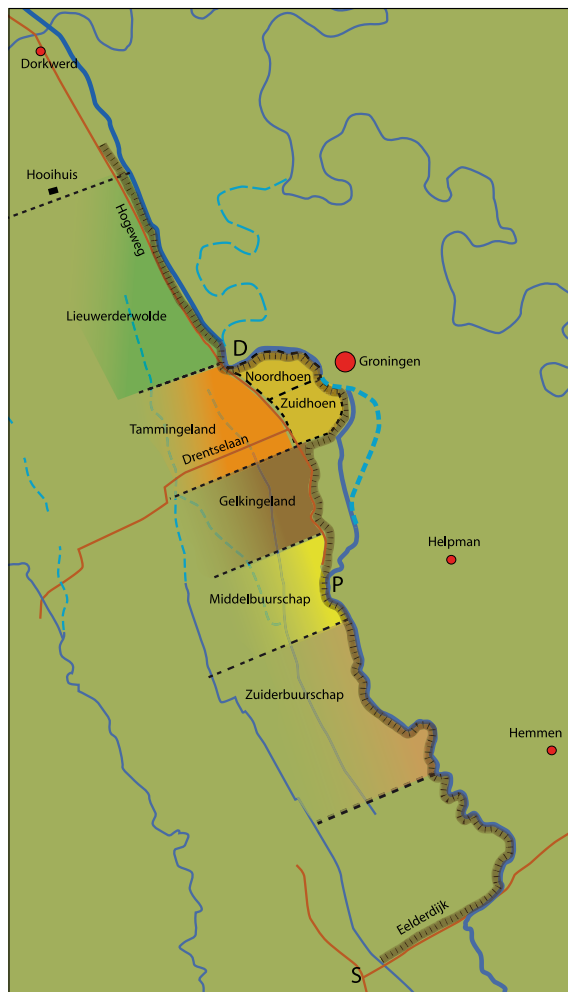 Dorkwerd
Hooihuis
Hogeweg
Lieuwerderwolde
D
Groningen
Noordhoen
Zuidhoen
Tammingeland
Drentselaan
Gelkingeland
Helpman
P
Middelbuurschap
Zuiderbuurschap
Hemmen
Eelderdijk
S